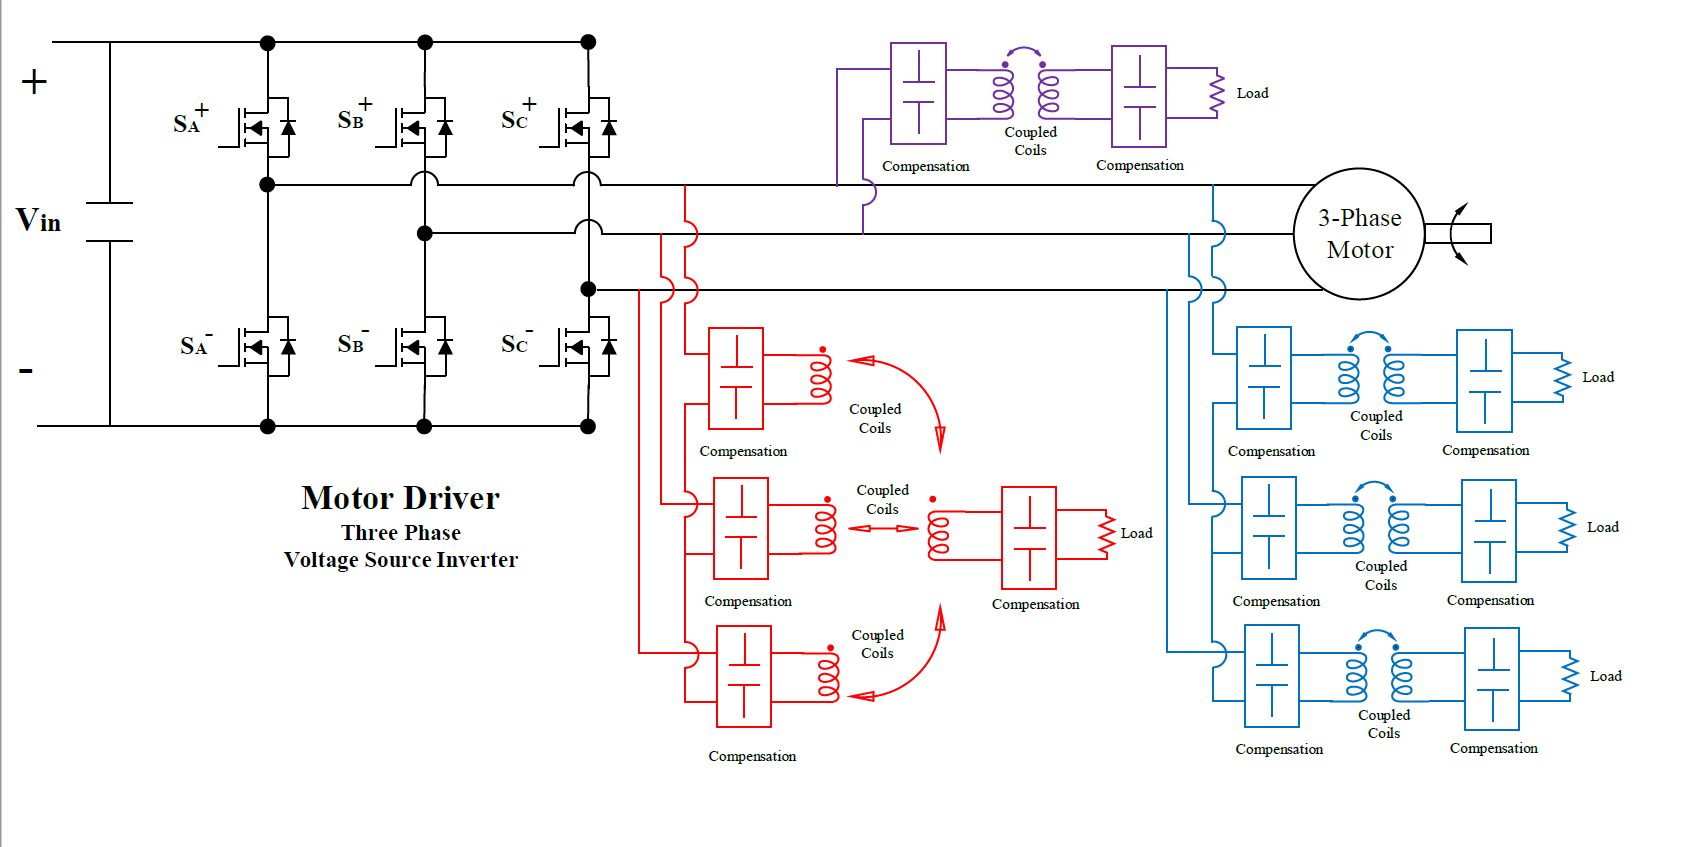 +
Vin
-
SA+
SB+
SC+
SA-
SB-
SC-
Motor Driver
Three Phase
Voltage Source Inverter
Compensation
Coupled
Coils
Compensation
Load
3-Phase
Motor
Compensation
Coupled
Coils
Compensation
Coupled
Coils
Compensation
Load
Compensation
Coupled
Coils
Compensation
Coupled
Coils
Compensation
Load
Compensation
Coupled
Coils
Compensation
Load
Compensation
Coupled
Coils
Compensation
Load